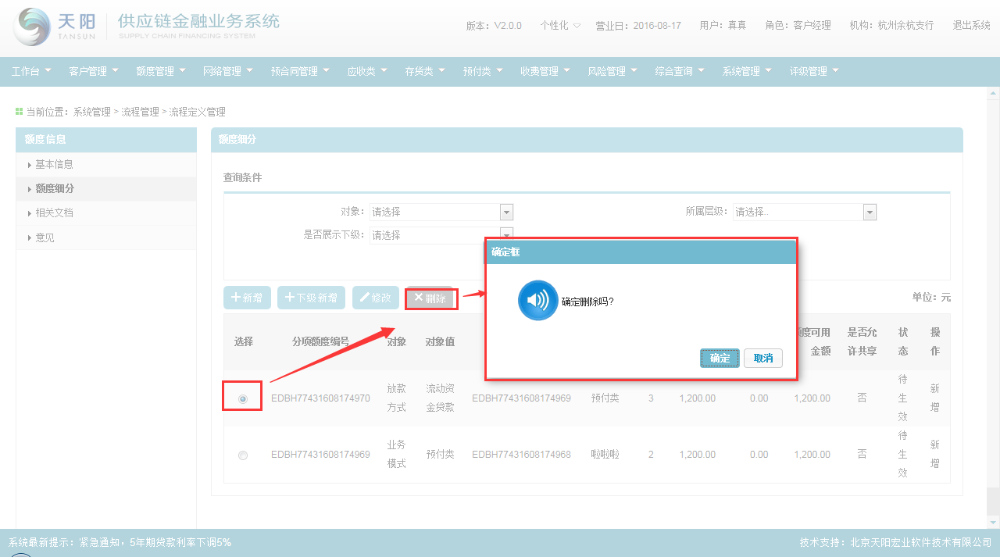 天阳
TANSUN
供应链金融业务系统
SUPPLY CHAIN FINANCING SYSTEM
版本：V2.0.0 个性化 营业日：2016-08-17 用户：真真 角色：客户经理 机构：杭州余杭支行 退出系统
工作台 客户管理 额度管理 网络管理 预合同管理 应收类 存货类 预付类 收费管理 风险管理 综合查询 系统管理 评级管理
当前位置：系统管理 > 流程管理 > 流程定义管理
额度信息
基本信息
额度细分
相关文档
意见
额度细分
查询条件
对象：请选择 所属层级：请选择..
是否展示下级：请选择
新增 下级新增 修改 删除 单位：元
确定框
确定删除吗?
确定 取消
选择 分项额度编号 对象 对象值 度可用金额 是否允许共享 状态 操作
EDBH77431608174970 放款方式 流动资金贷款 EDBH77431608174969 预付类 3 1,200.00 0.00 1,200.00 否 待生效 新增
EDBH77431608174969 业务模式 预付类 EDBH77431608174968 啦啦啦 2 1,200.00 0.00 1,200.00 否 待生效 新增
系统最新提示：紧急通知，5年期贷款利率下调5%
技术支持：北京天阳宏业软件技术有限公司